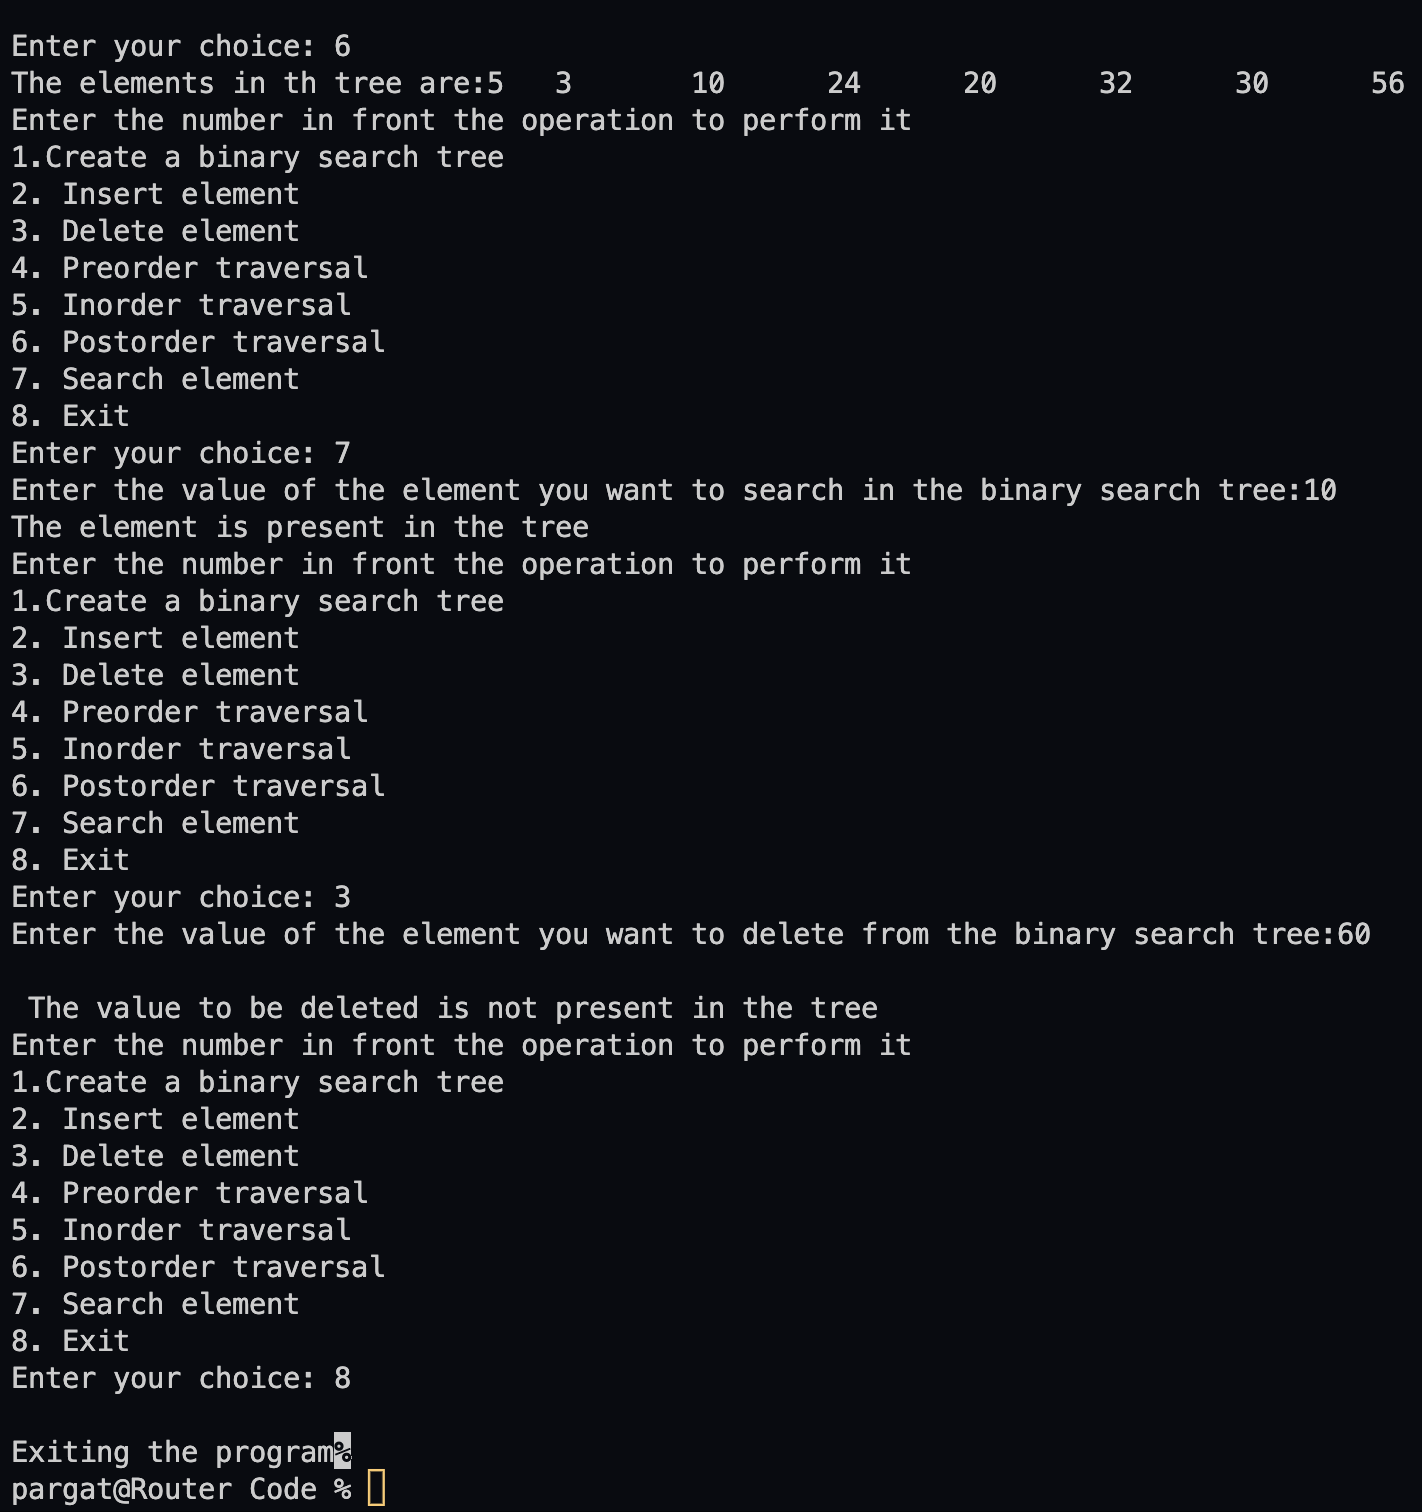 Enter your choice: 6
The elements in th tree are:5 3 10 24 20 32 30 56
Enter the number in front the operation to perform it
1.Create a binary search tree
2. Insert element
3. Delete element
4. Preorder traversal
5. Inorder traversal
6. Postorder traversal
7. Search element
8. Exit
Enter your choice: 7
Enter the value of the element you want to search in the binary search tree:10
The element is present in the tree
Enter the number in front the operation to perform it
1.Create a binary search tree
2. Insert element
3. Delete element
4. Preorder traversal
5. Inorder traversal
6. Postorder traversal
7. Search element
8. Exit
Enter your choice: 3
Enter the value of the element you want to delete from the binary search tree:60
The value to be deleted is not present in the tree
Enter the number in front the operation to perform it
1.Create a binary search tree
2. Insert element
3. Delete element
4. Preorder traversal
5. Inorder traversal
6. Postorder traversal
7. Search element
8. Exit
Enter your choice: 8
Exiting the program%
pargat@Router Code %